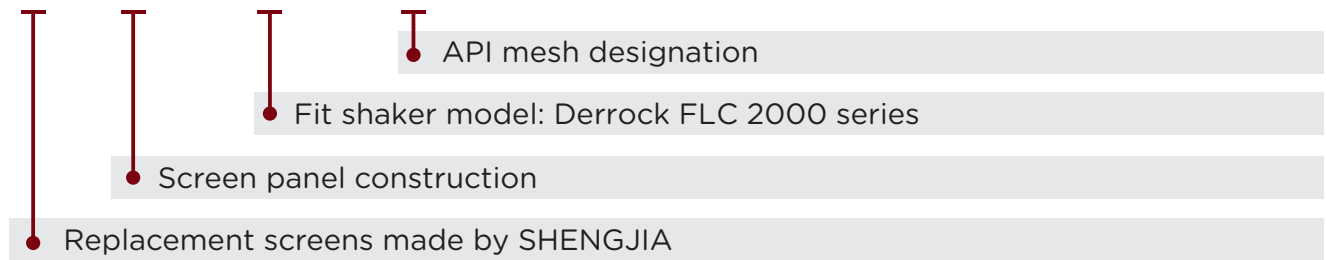 API mesh designation
Fit shaker model: Derrock FLC 2000 series
Screen panel construction
Replacement screens made by SHENGJIA